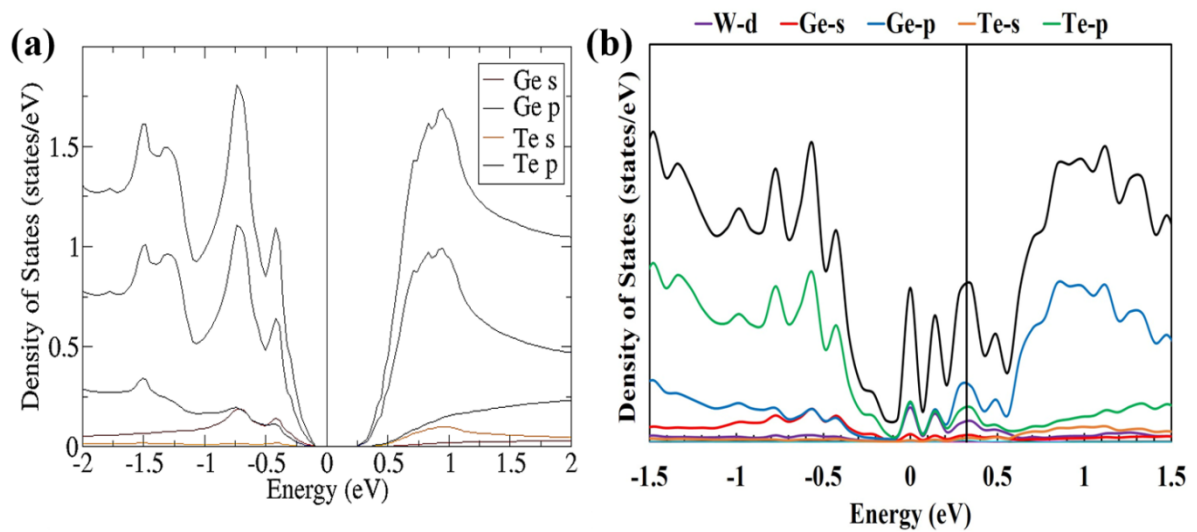 (a)
Density of States (states/eV)
1.5
1
0.5
0
Ge s
Ge p
Te s
Te p
-2 -1.5 -1 -0.5 0 0.5 1 1.5 2
Energy (eV)
W-d Ge-s Ge-p Te-s Te-p
(b)
Density of States (states/eV)
-1.5 -1 -0.5 0 0.5 1 1.5
Energy (eV)